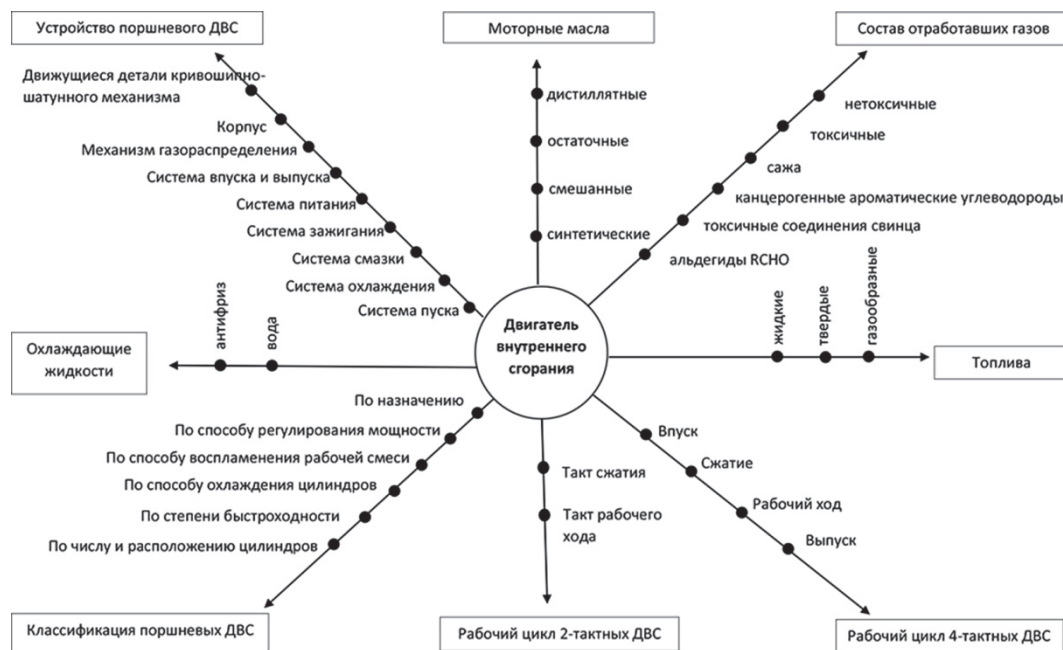 Устройство поршневого ДВС
Движущиеся детали кривошипно-
шатунного механизма
Корпус
Механизм газораспределения
Система впуска и выпуска
Система питания
Система зажигания
Система смазки
Система охлаждения
Система пуска
Моторные масла
дистиллятные
остаточные
смешанные
синтетические
Состав отработавших газов
нетоксичные
токсичные
сажа
канцерогенные ароматические углеводороды
токсичные соединения свинца
альдегиды RCHO
Охлаждающие
жидкости
антифриз
вода
Двигатель
внутреннего
сгорания
жидкие
твердые
газообразные
Топлива
По назначению
По способу регулирования мощности
По способу воспламенения рабочей смеси
По способу охлаждения цилиндров
По степени быстроходности
По числу и расположению цилиндров
Классификация поршневых ДВС
Такт сжатия
Такт рабочего
хода
Рабочий цикл 2-тактных ДВС
Впуск
Сжатие
Рабочий ход
Выпуск
Рабочий цикл 4-тактных ДВС